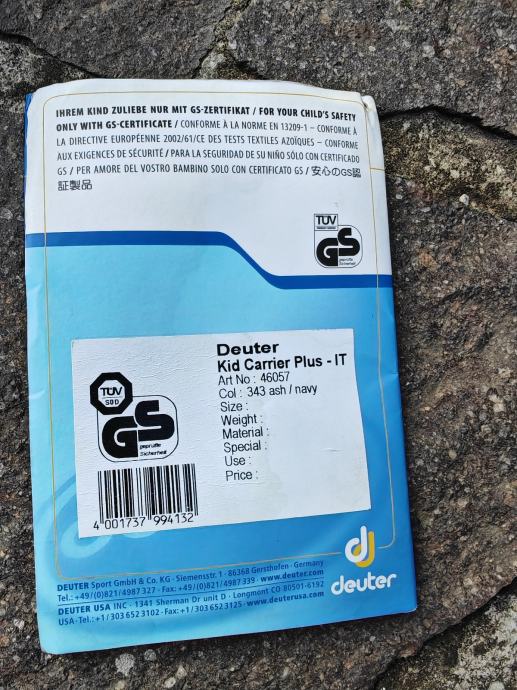 IHREM KIND ZULIEBE NUR MIT GS-ZERTIFIKAT / FOR YOUR CHILD'S SAFETY
ONLY WITH GS-CERTIFICATE / CONFORME À LA NORME EN 13209-1 – CONFORME À
LA DIRECTIVE EUROPÉENNE 2002/61/CE DES TESTS TEXTILES AZOÏQUES – CONFORME
AUX EXIGENCES DE SÉCURITÉ / PARA LA SEGURIDAD DE SU NIÑO SÓLO CON CERTIFICADO
GS / PER AMORE DEL VOSTRO BAMBINO SOLO CON CERTIFICATO GS / 安心のGS認
証製品
TÜV
GS
geprüfte
Sicherheit
Deuter
Kid Carrier Plus - IT
Art No : 46057
Col : 343 ash / navy
Size :
Weight :
Material :
Special :
Use :
Price :
TÜV
SÜD
GS
geprüfte
Sicherheit
4 001737 994132
deuter
DEUTER Sport GmbH & Co. KG · Siemensstr. 1 · 86368 Gersthofen · Germany
Tel.: +49/(0)821/4987 327 · Fax: +49/(0)821/4987 339 · www.deuter.com
DEUTER USA INC · 1341 Sherman Dr unit D · Longmont CO 80501-6192
USA · Tel.: +1/303 652 3102 · Fax: +1/303 652 3125 · www.deuterusa.com